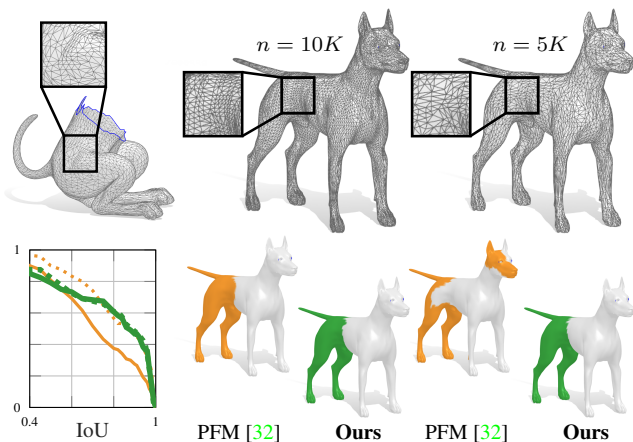 n = 10K
n = 5K
1
0
0.4
1
IoU
PFM [32]
Ours
PFM [32]
Ours